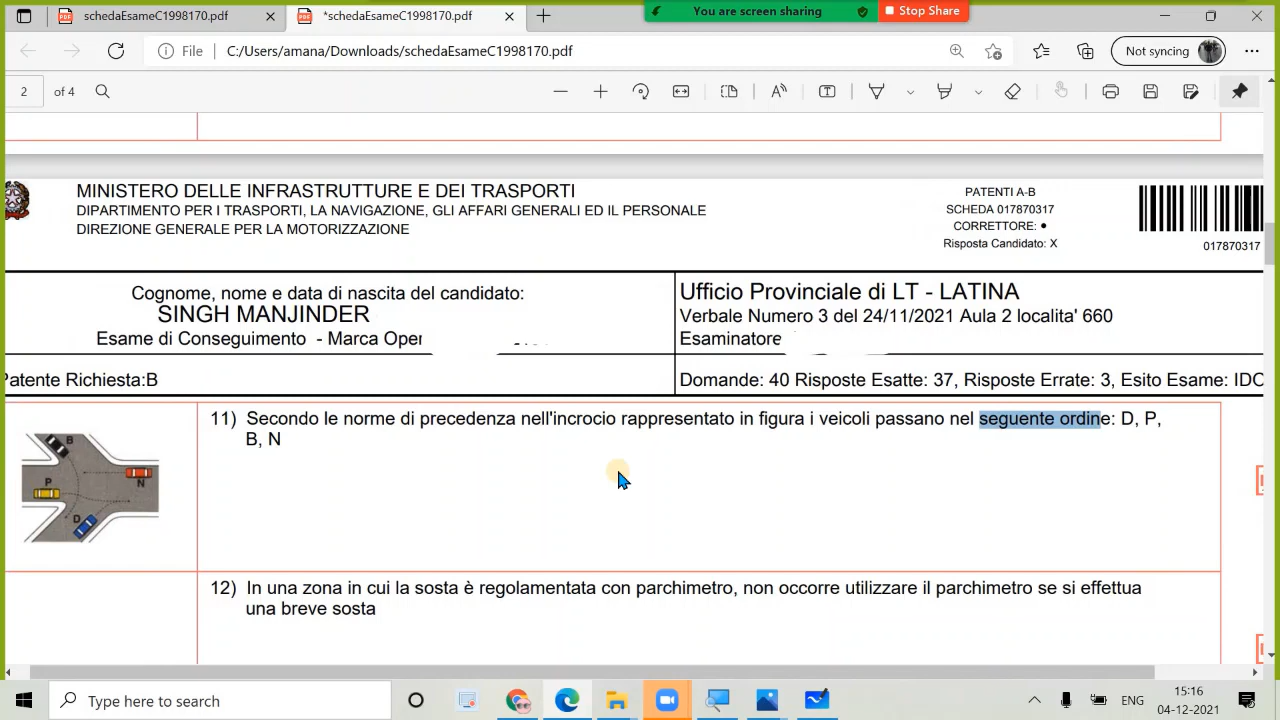 schedaEsameC1998170.pdf
*schedaEsameC1998170.pdf
You are screen sharing
Stop Share
File
C:/Users/amana/Downloads/schedaEsameC1998170.pdf
Not syncing
2
of 4
MINISTERO DELLE INFRASTRUTTURE E DEI TRASPORTI
DIPARTIMENTO PER I TRASPORTI, LA NAVIGAZIONE, GLI AFFARI GENERALI ED IL PERSONALE
DIREZIONE GENERALE PER LA MOTORIZZAZIONE
PATENTI A-B
SCHEDA 017870317
CORRETTORE: ●
Risposta Candidato: X
017870317
Cognome, nome e data di nascita del candidato:
SINGH MANJINDER
Esame di Conseguimento - Marca Oper
Ufficio Provinciale di LT - LATINA
Verbale Numero 3 del 24/11/2021 Aula 2 localita' 660
Esaminatore
Patente Richiesta:B
Domande: 40 Risposte Esatte: 37, Risposte Errate: 3, Esito Esame: IDO
B
P
N
D
11) Secondo le norme di precedenza nell'incrocio rappresentato in figura i veicoli passano nel seguente ordine: D, P,
B, N
12) In una zona in cui la sosta è regolamentata con parchimetro, non occorre utilizzare il parchimetro se si effettua
una breve sosta
Type here to search
ENG
15:16
04-12-2021